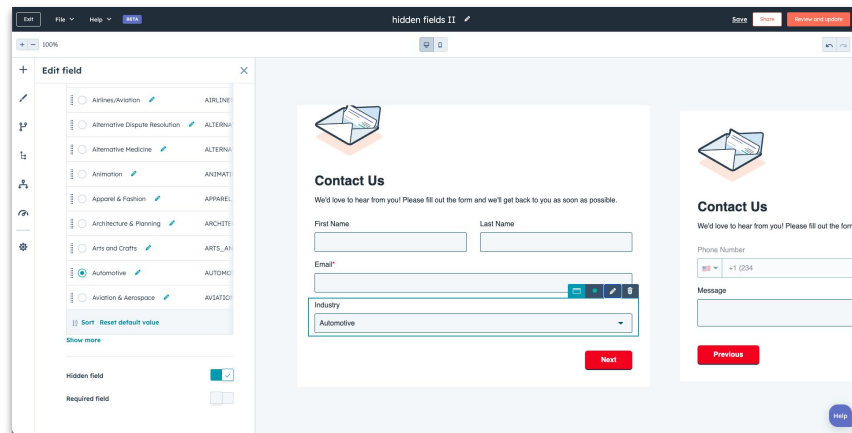 Exit File Help BETA hidden fields II Save Share Review and update
+ − 100%
Edit field
Airlines/Aviation AIRLINE
Alternative Dispute Resolution ALTERNA
Alternative Medicine ALTERNA
Animation ANIMATI
Apparel & Fashion APPAREL
Architecture & Planning ARCHITE
Arts and Crafts ARTS_AN
Automotive AUTOMO
Aviation & Aerospace AVIATIO
Sort Reset default value
Show more
Hidden field
Required field
Contact Us
We'd love to hear from you! Please fill out the form and we'll get back to you as soon as possible.
First Name Last Name
Email*
Industry
Automotive
Next
Contact Us
We'd love to hear from you! Please fill out the form
Phone Number
+1 (234
Message
Previous
Help